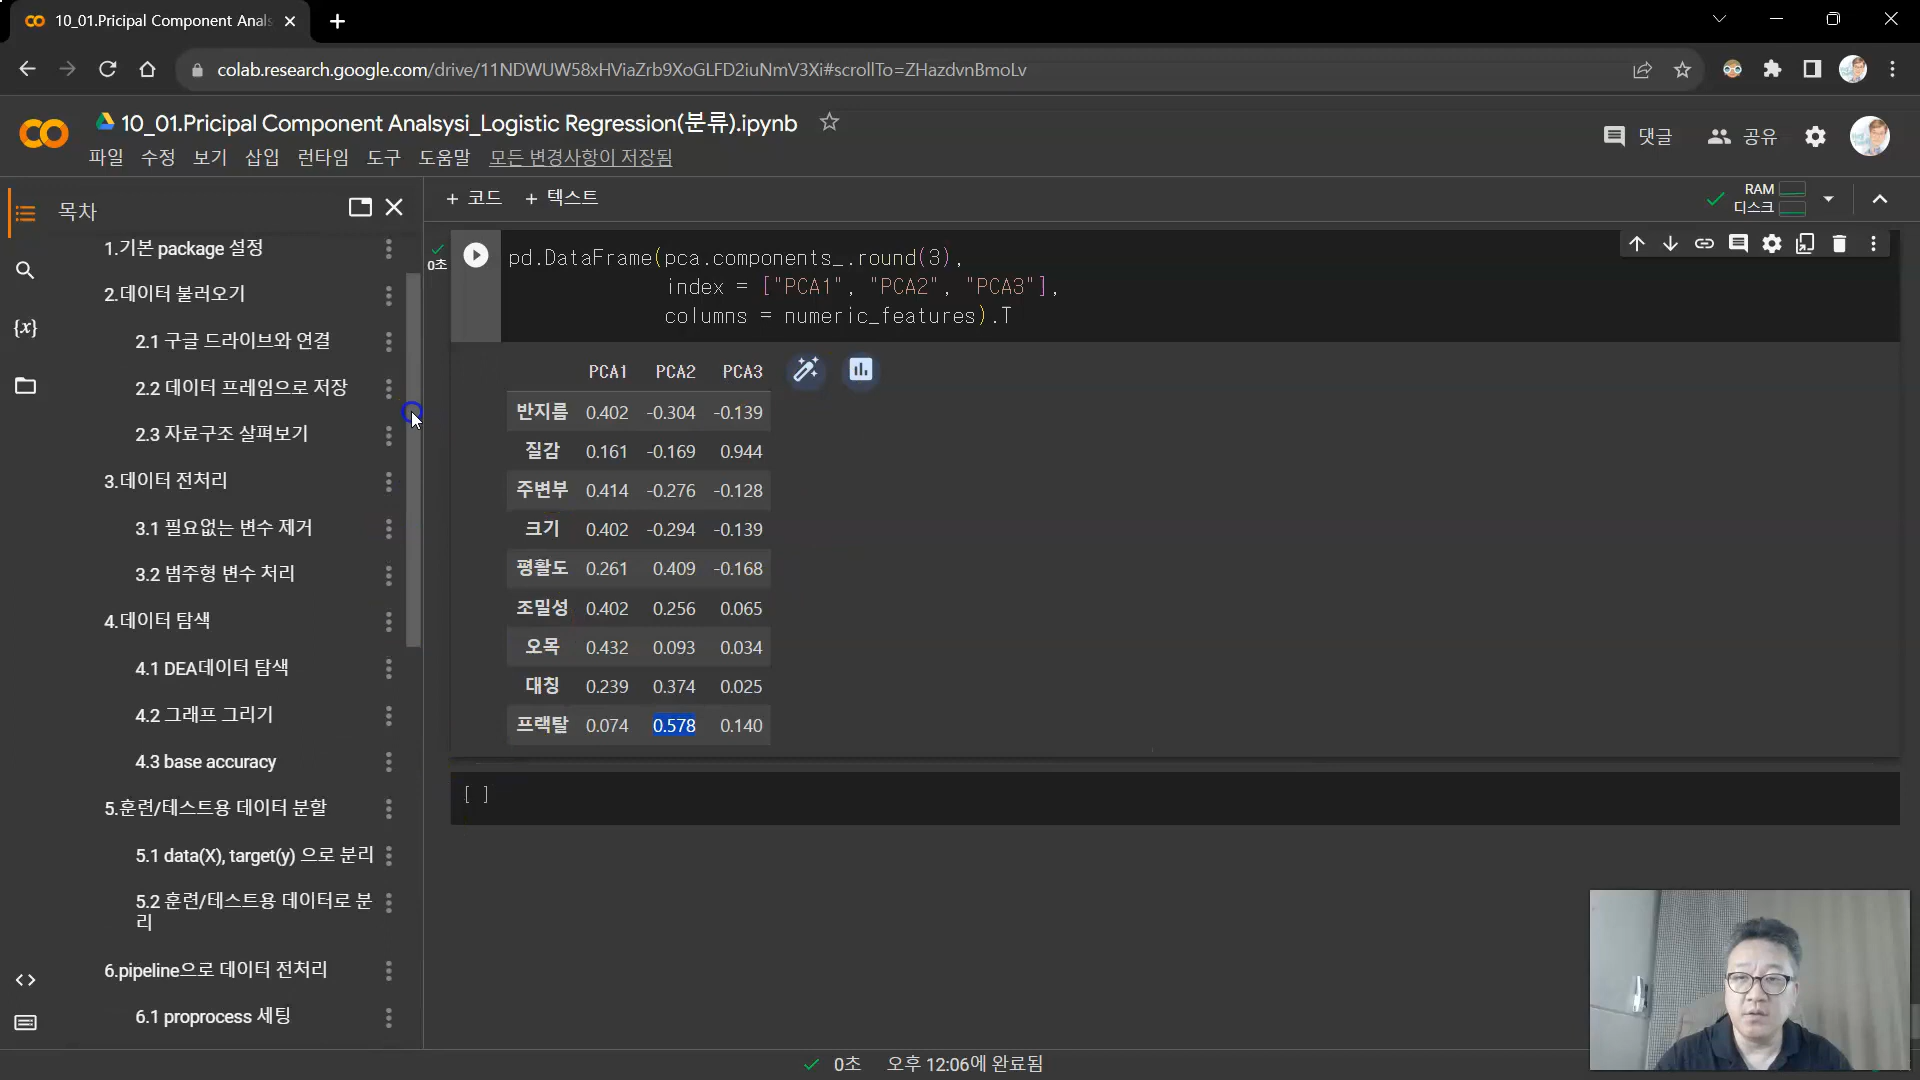 10_01.Pricipal Component Anals
colab.research.google.com/drive/11NDWUW58xHViaZrb9XoGLFD2iuNmV3Xi#scrollTo=ZHazdvnBmoLv
10_01.Pricipal Component Analsysi_Logistic Regression(분류).ipynb
댓글
공유
파일 수정 보기 삽입 런타임 도구 도움말 모든 변경사항이 저장됨
목차
+ 코드 + 텍스트
RAM
디스크
1.기본 package 설정
2.데이터 불러오기
2.1 구글 드라이브와 연결
2.2 데이터 프레임으로 저장
2.3 자료구조 살펴보기
3.데이터 전처리
3.1 필요없는 변수 제거
3.2 범주형 변수 처리
4.데이터 탐색
4.1 DEA데이터 탐색
4.2 그래프 그리기
4.3 base accuracy
5.훈련/테스트용 데이터 분할
5.1 data(X), target(y) 으로 분리
5.2 훈련/테스트용 데이터로 분
리
6.pipeline으로 데이터 전처리
6.1 proprocess 세팅
{x}
0초
pd.DataFrame(pca.components_.round(3),
index = ["PCA1", "PCA2", "PCA3"],
columns = numeric_features).T
PCA1 PCA2 PCA3
반지름 0.402 -0.304 -0.139
질감 0.161 -0.169 0.944
주변부 0.414 -0.276 -0.128
크기 0.402 -0.294 -0.139
평활도 0.261 0.409 -0.168
조밀성 0.402 0.256 0.065
오목 0.432 0.093 0.034
대칭 0.239 0.374 0.025
프랙탈 0.074 0.578 0.140
[ ]
0초 오후 12:06에 완료됨